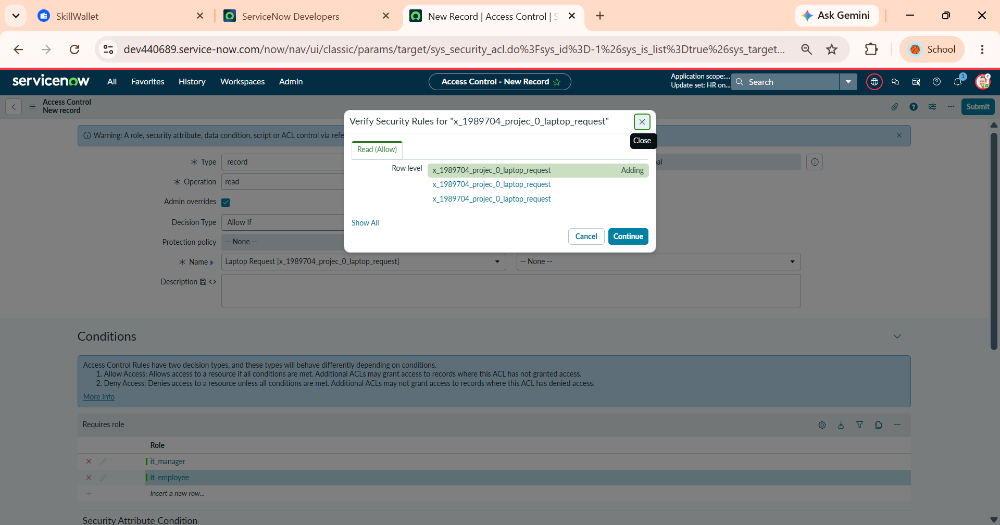 SkillWallet
ServiceNow Developers
New Record | Access Control |
Ask Gemini
dev440689.service-now.com/now/nav/ui/classic/params/target/sys_security_acl.do%3Fsys_id%3D-1%26sys_is_list%3Dtrue%26sys_target...
School
servicenow
All
Favorites
History
Workspaces
Admin
Access Control - New Record
Application scope:...
Update set: HR on...
Search
1
Access Control
New record
Submit
Warning: A role, security attribute, data condition, script or ACL control via refe
Verify Security Rules for "x_1989704_projec_0_laptop_request"
Close
Read (Allow)
Row level
x_1989704_projec_0_laptop_request
Adding
x_1989704_projec_0_laptop_request
x_1989704_projec_0_laptop_request
Show All
Cancel
Continue
Type
record
Operation
read
Admin overrides
Decision Type
Allow If
Protection policy
-- None --
Name
Laptop Request [x_1989704_projec_0_laptop_request]
-- None --
Description
Conditions
Access Control Rules have two decision types, and these types will behave differently depending on conditions.
1. Allow Access: Allows access to a resource if all conditions are met. Additional ACLs may grant access to records where this ACL has not granted access.
2. Deny Access: Denies access to a resource unless all conditions are met. Additional ACLs may not grant access to records where this ACL has denied access.
More Info
Requires role
Role
it_manager
it_employee
Insert a new row...
Security Attribute Condition